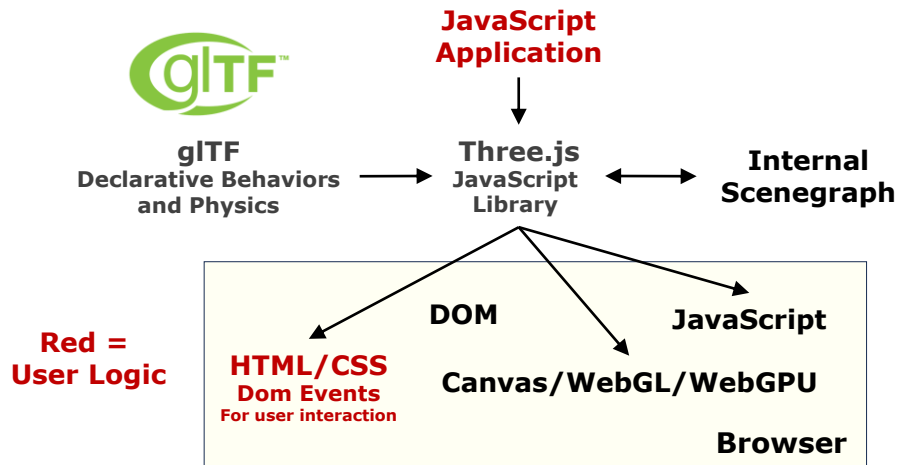 JavaScript
Application
glTF™
glTF
Declarative Behaviors
and Physics
Three.js
JavaScript
Library
Internal
Scenegraph
DOM
JavaScript
Red =
User Logic
HTML/CSS
Dom Events
For user interaction
Canvas/WebGL/WebGPU
Browser